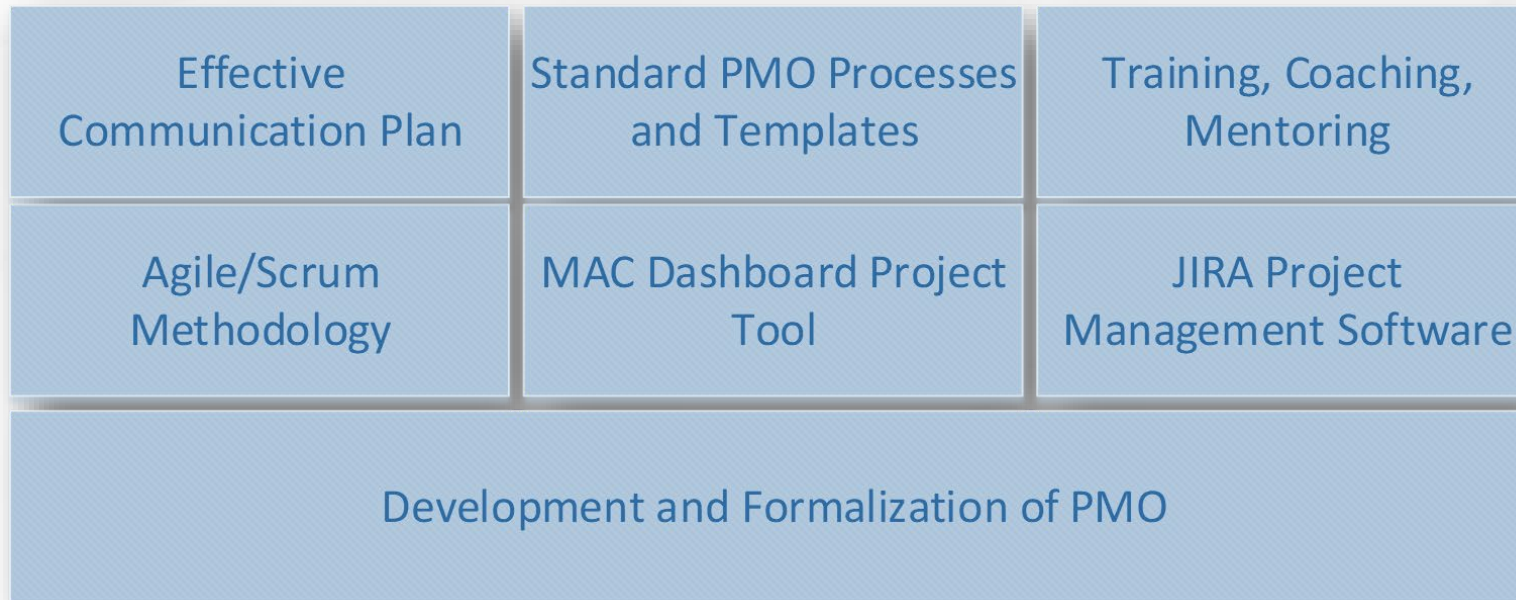 Effective
Communication Plan
Standard PMO Processes
and Templates
Training, Coaching,
Mentoring
Agile/Scrum
Methodology
MAC Dashboard Project
Tool
JIRA Project
Management Software
Development and Formalization of PMO